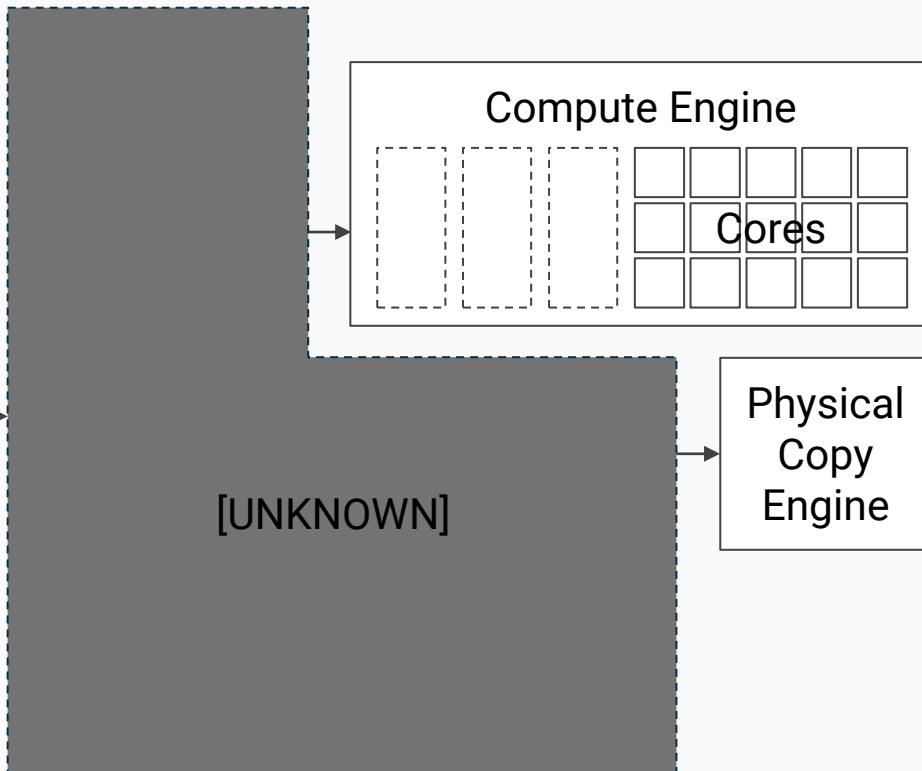 Compute Engine
Cores
Physical
Copy
Engine
[UNKNOWN]